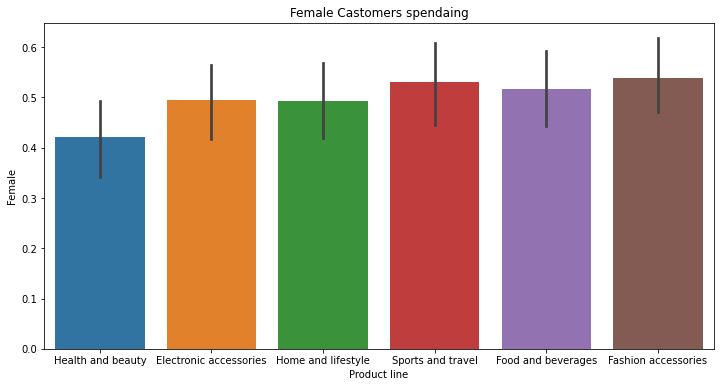 Female Castomers spendaing
0.6
0.5
0.4
0.3
0.2
0.1
0.0
Female
Health and beauty Electronic accessories Home and lifestyle Sports and travel Food and beverages Fashion accessories
Product line